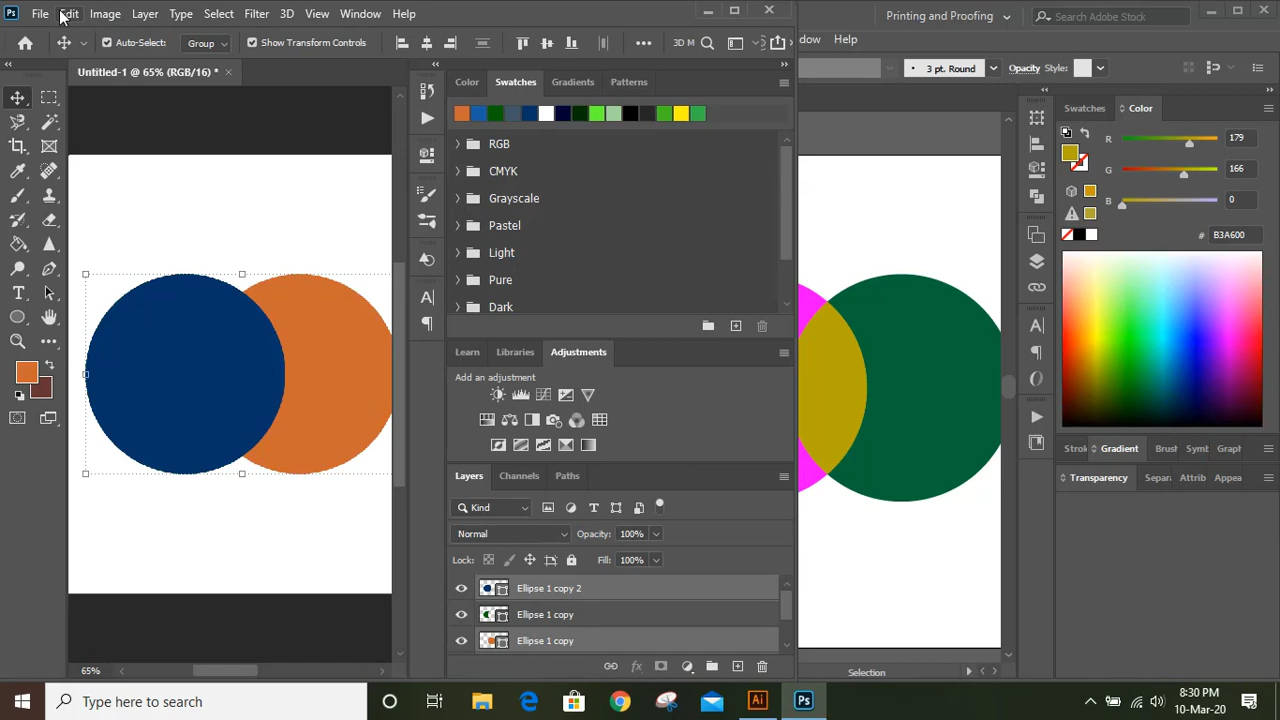 Ps File Edit Image Layer Type Select Filter 3D View Window Help
Printing and Proofing
Search Adobe Stock
Auto-Select: Group Show Transform Controls
3D M
Help
3 pt. Round Opacity Style:
Untitled-1 @ 65% (RGB/16) *
Color Swatches Gradients Patterns
Swatches Color
RGB
CMYK
Grayscale
Pastel
Light
Pure
Dark
R 179
G 166
B 0
# B3A600
Learn Libraries Adjustments
Add an adjustment
Layers Channels Paths
Kind
Normal Opacity: 100%
Lock: Fill: 100%
Ellipse 1 copy 2
Ellipse 1 copy
Ellipse 1 copy
Strok Gradient Brush Symb Graph
Transparency Separa Attrib Appea
65%
Selection
Type here to search
Ai Ps
8:30 PM
10-Mar-20